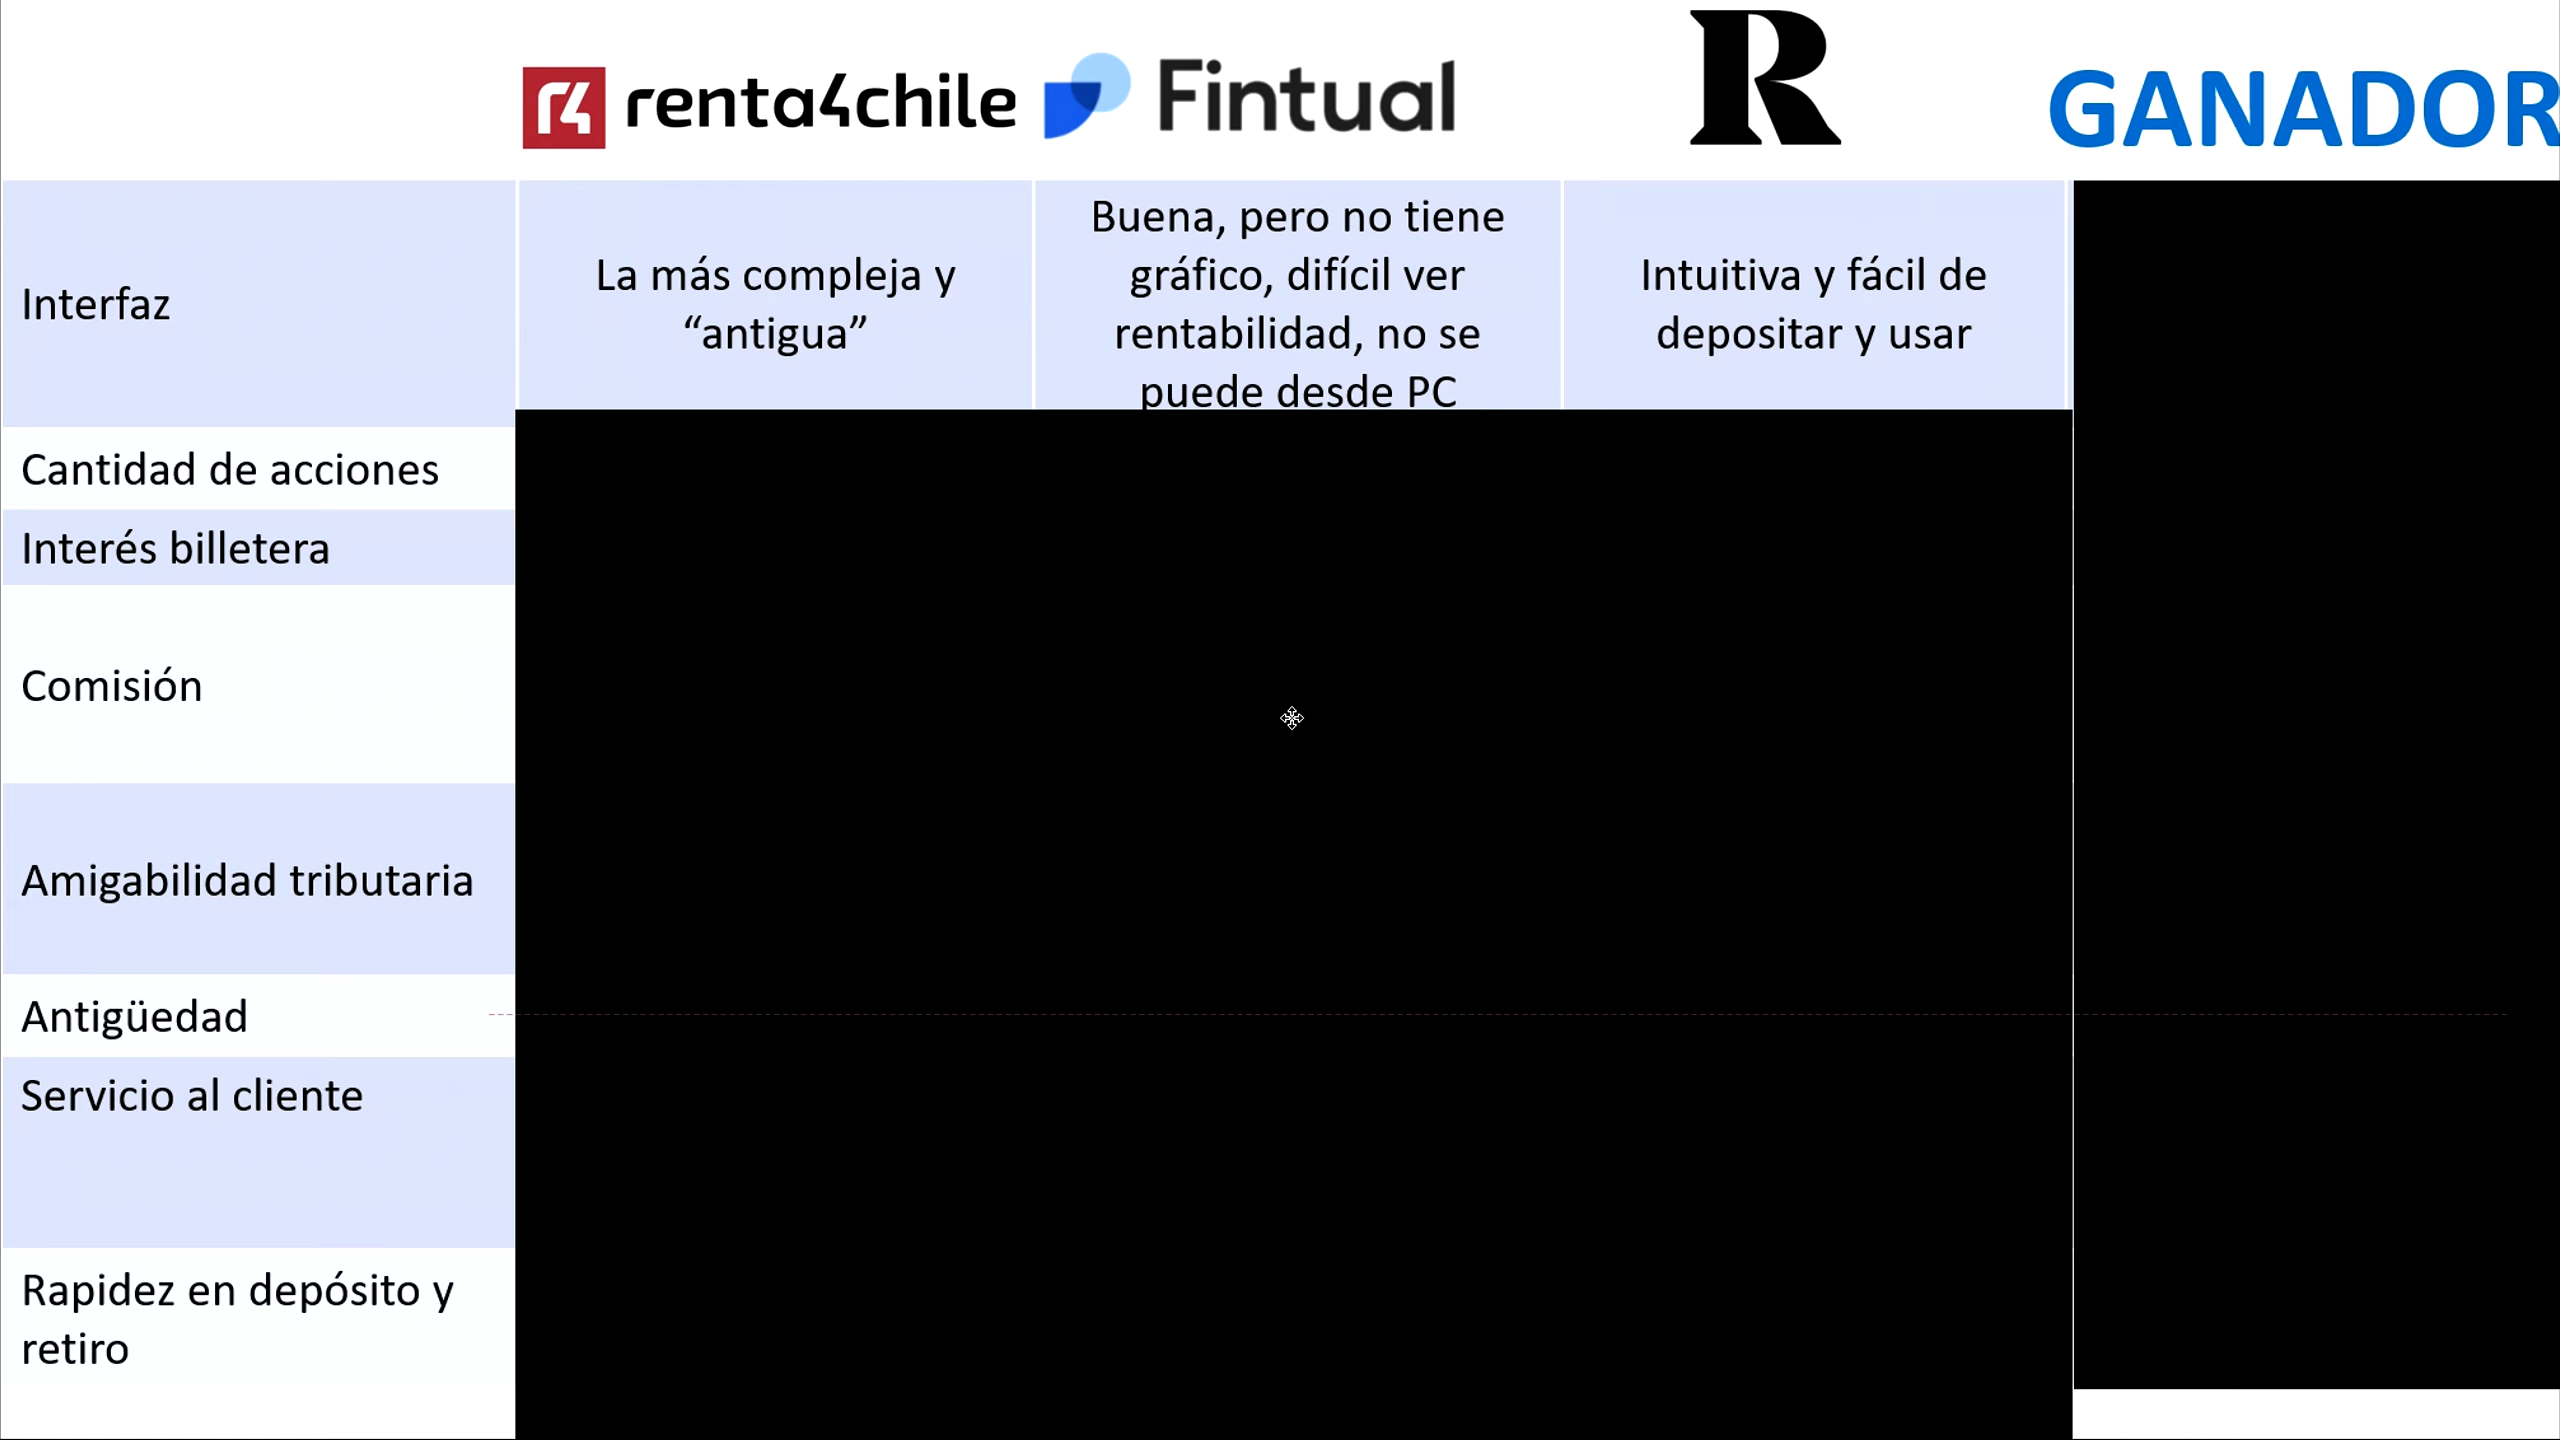 renta4chile
Fintual
R
GANADOR
Interfaz
La más compleja y
“antigua”
Buena, pero no tiene
gráfico, difícil ver
rentabilidad, no se
puede desde PC
Intuitiva y fácil de
depositar y usar
Cantidad de acciones
Interés billetera
Comisión
Amigabilidad tributaria
Antigüedad
Servicio al cliente
Rapidez en depósito y
retiro